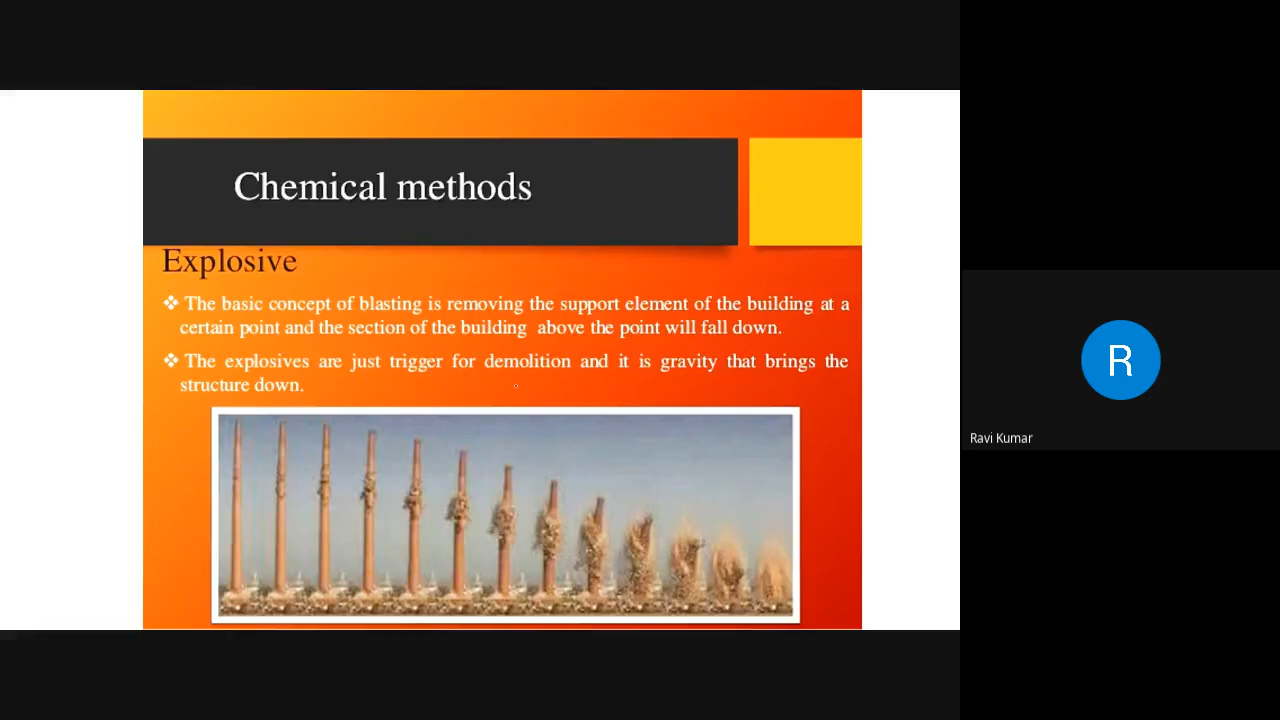 Chemical methods
Explosive
❖ The basic concept of blasting is removing the support element of the building at a
certain point and the section of the building above the point will fall down.
❖ The explosives are just trigger for demolition and it is gravity that brings the
structure down.
R
Ravi Kumar